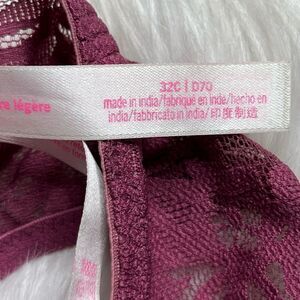 re légère
32C | D70
made in india/fabriqué en inde/hecho en
india/fabbricato in india/印度制造